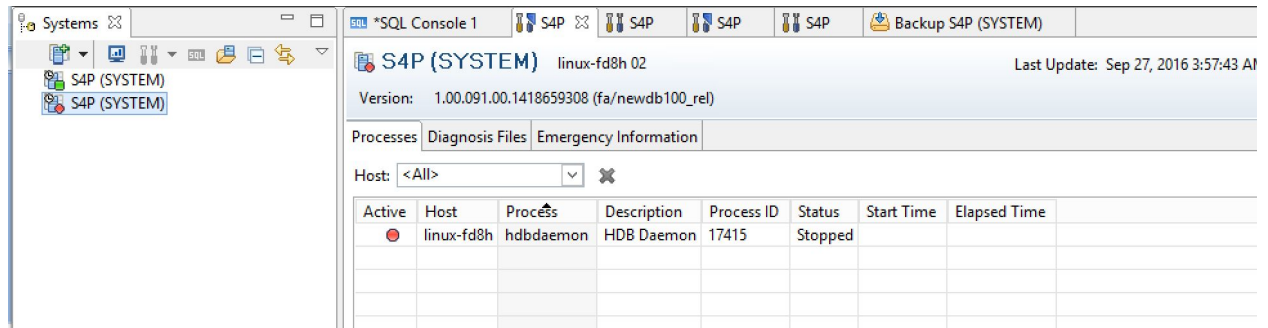 Systems
*SQL Console 1
S4P
S4P
S4P
S4P
Backup S4P (SYSTEM)
SQL
S4P (SYSTEM)
S4P (SYSTEM)
S4P (SYSTEM) linux-fd8h 02
Last Update: Sep 27, 2016 3:57:43 AM
Version: 1.00.091.00.1418659308 (fa/newdb100_rel)
Processes Diagnosis Files Emergency Information
Host: <All>
Active Host Process Description Process ID Status Start Time Elapsed Time
linux-fd8h hdbdaemon HDB Daemon 17415 Stopped